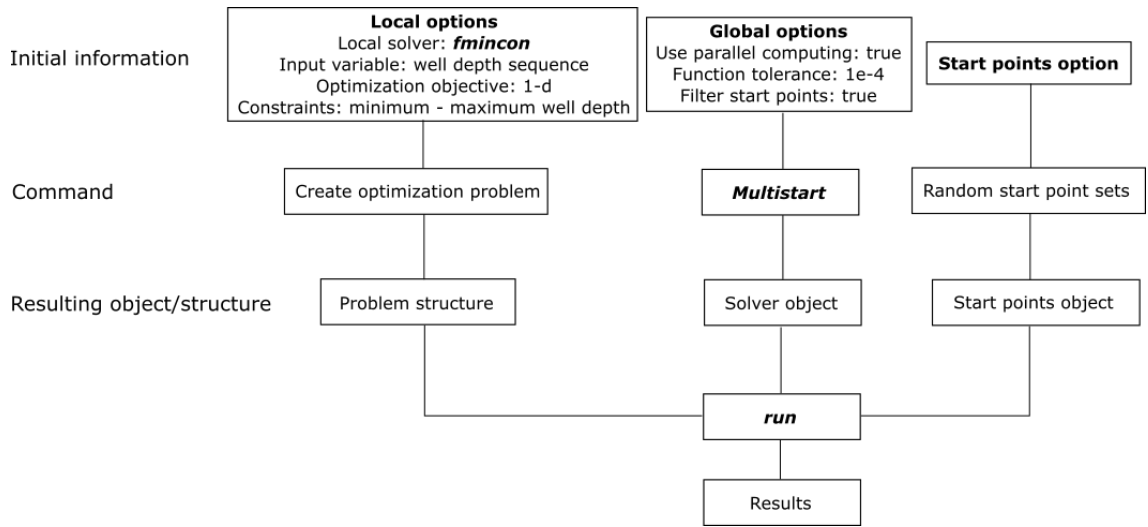 Initial information
Local options
Local solver: fmincon
Input variable: well depth sequence
Optimization objective: 1-d
Constraints: minimum - maximum well depth
Global options
Use parallel computing: true
Function tolerance: 1e-4
Filter start points: true
Start points option
Command
Create optimization problem
Multistart
Random start point sets
Resulting object/structure
Problem structure
Solver object
Start points object
run
Results